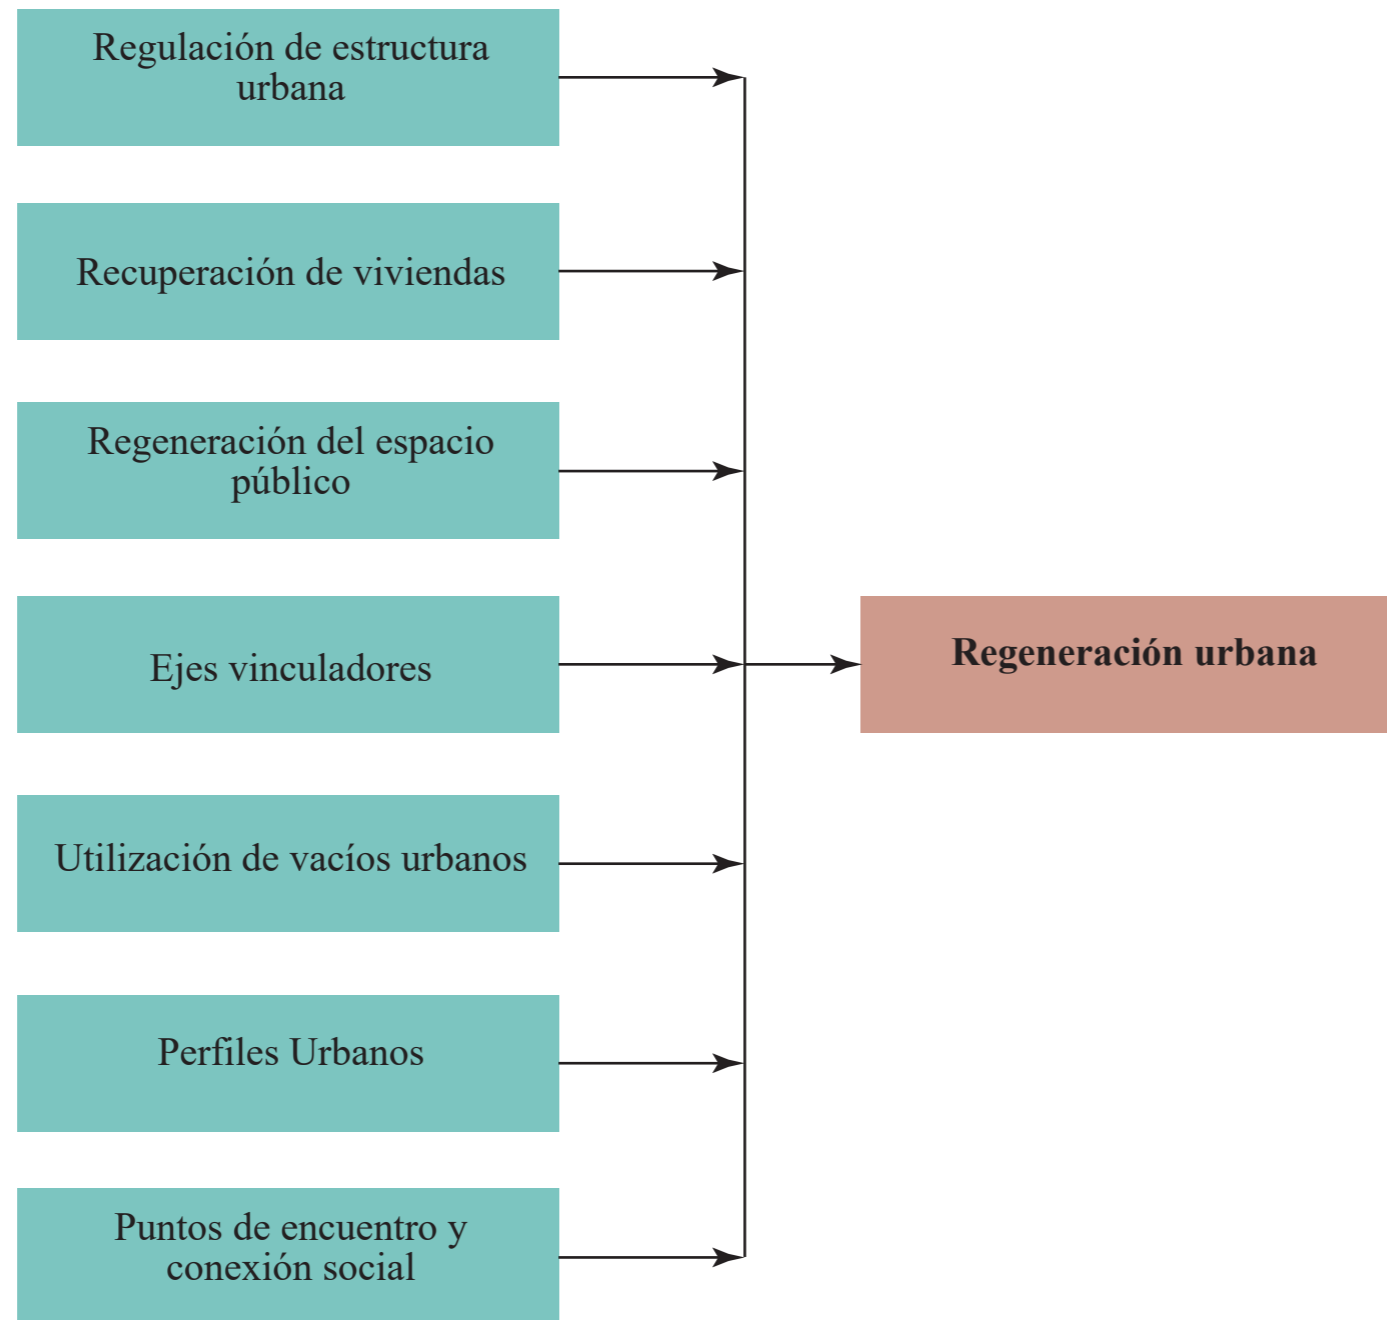 Regulación de estructura
urbana
Recuperación de viviendas
Regeneración del espacio
público
Ejes vinculadores
Regeneración urbana
Utilización de vacíos urbanos
Perfiles Urbanos
Puntos de encuentro y
conexión social